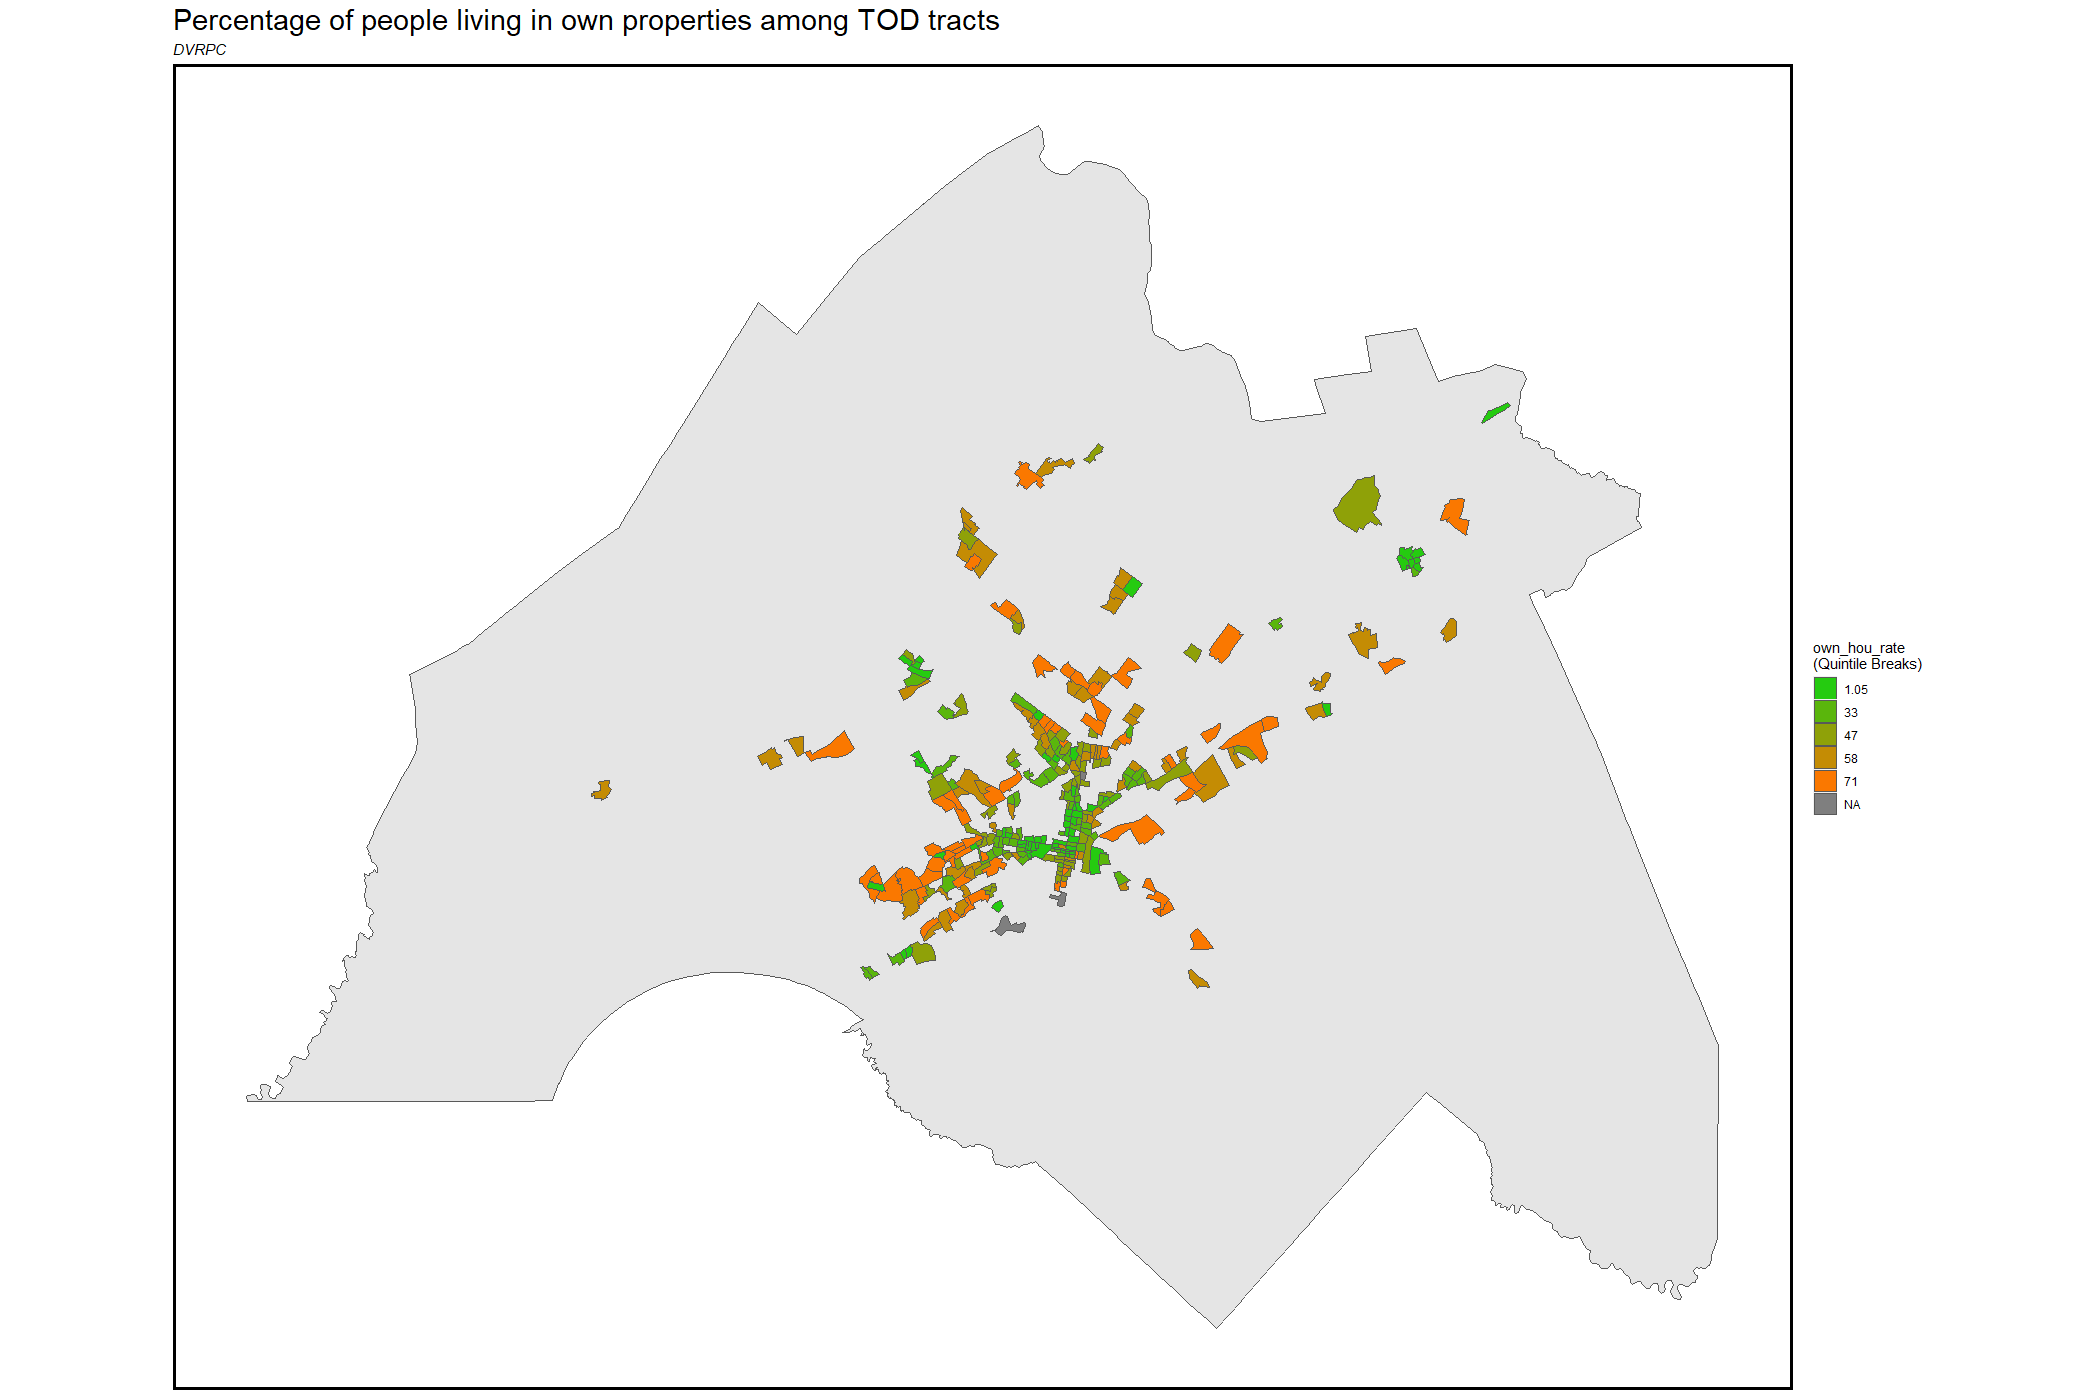 Percentage of people living in own properties among TOD tracts
DVRPC
own_hou_rate
(Quintile Breaks)
1.05
33
47
58
71
NA